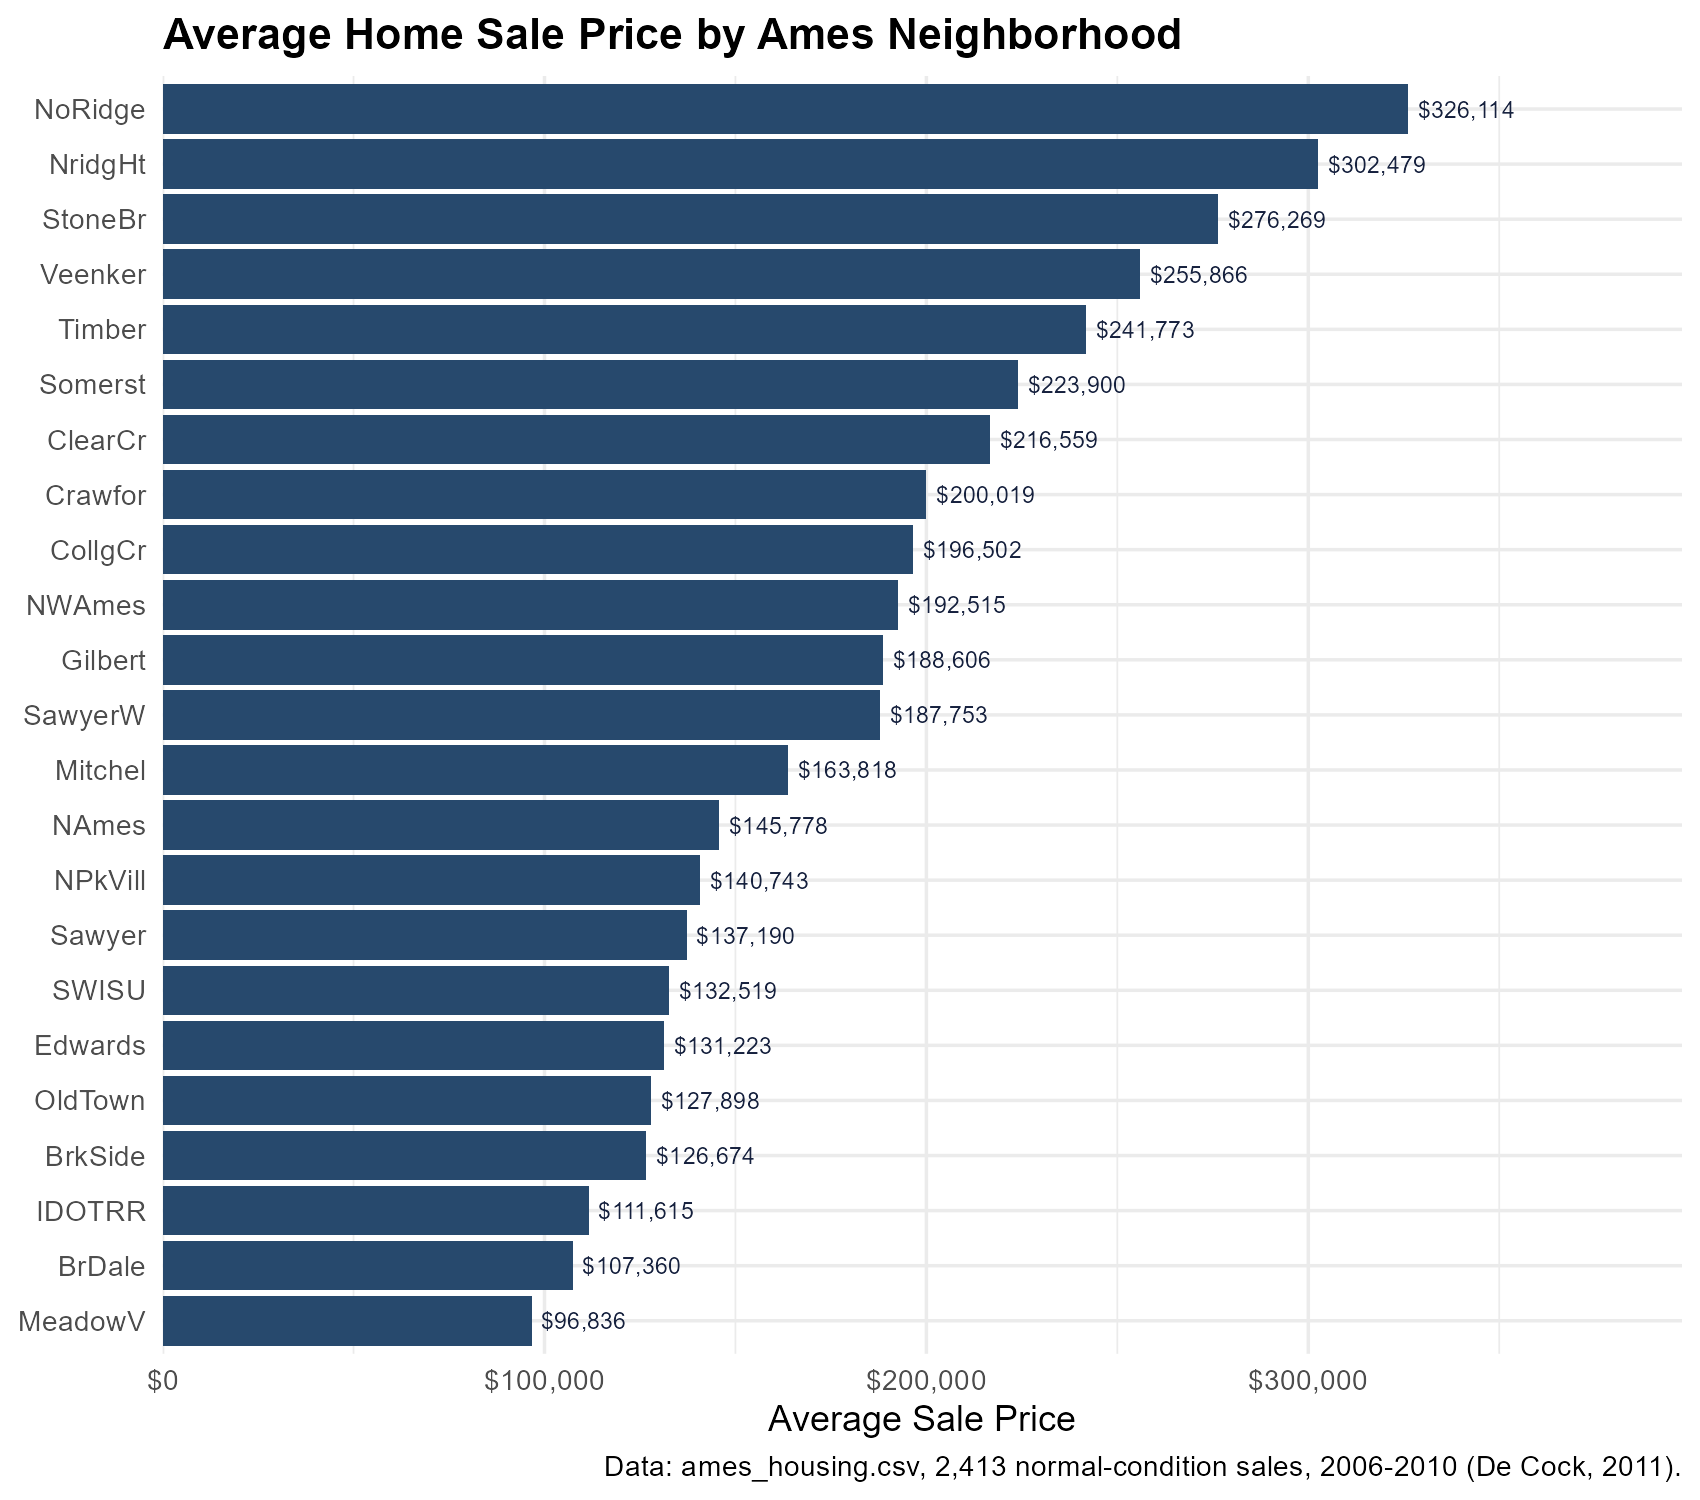 Average Home Sale Price by Ames Neighborhood
NoRidge $326,114
NridgHt $302,479
StoneBr $276,269
Veenker $255,866
Timber $241,773
Somerst $223,900
ClearCr $216,559
Crawfor $200,019
CollgCr $196,502
NWAmes $192,515
Gilbert $188,606
SawyerW $187,753
Mitchel $163,818
NAmes $145,778
NPkVill $140,743
Sawyer $137,190
SWISU $132,519
Edwards $131,223
OldTown $127,898
BrkSide $126,674
IDOTRR $111,615
BrDale $107,360
MeadowV $96,836
$0 $100,000 $200,000 $300,000
Average Sale Price
Data: ames_housing.csv, 2,413 normal-condition sales, 2006-2010 (De Cock, 2011).